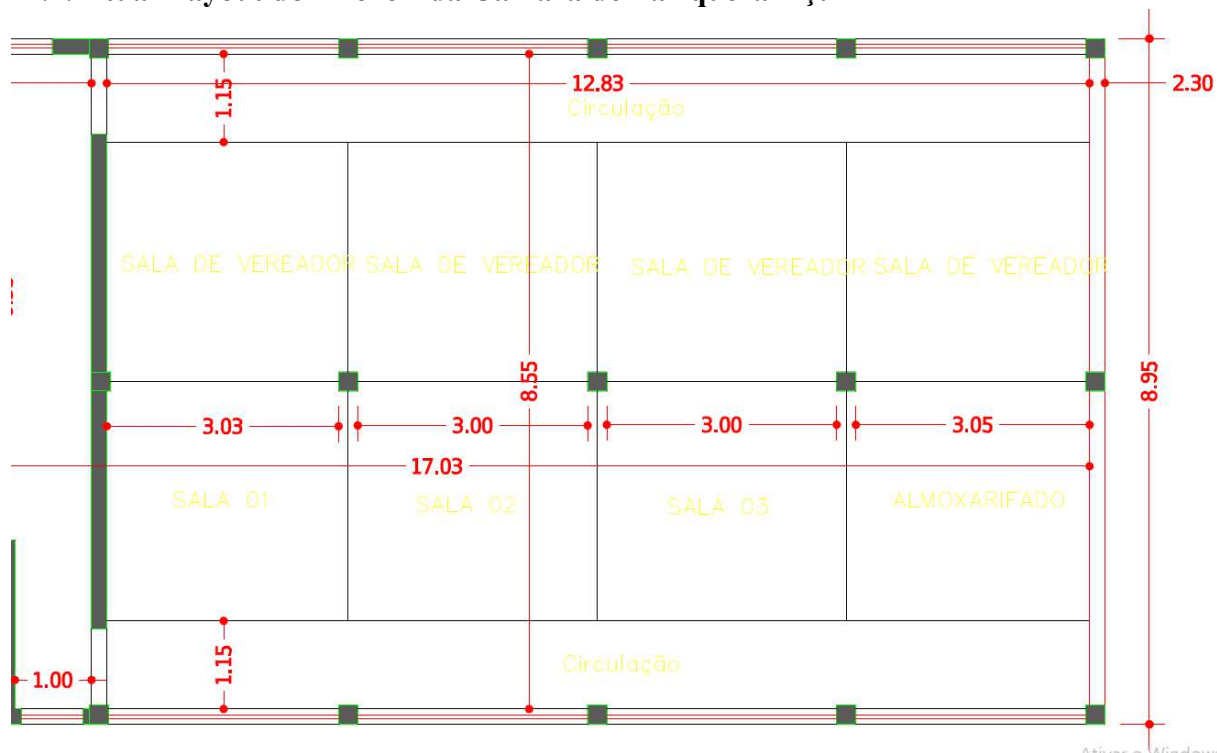 12.83
2.30
1.15
Circulação
SALA DE VEREADOR SALA DE VEREADOR SALA DE VEREADOR SALA DE VEREADOR
8.55
8.95
3.03
3.00
3.00
3.05
17.03
SALA 01
SALA 02
SALA 03
ALMOXARIFADO
1.15
Circulação
1.00